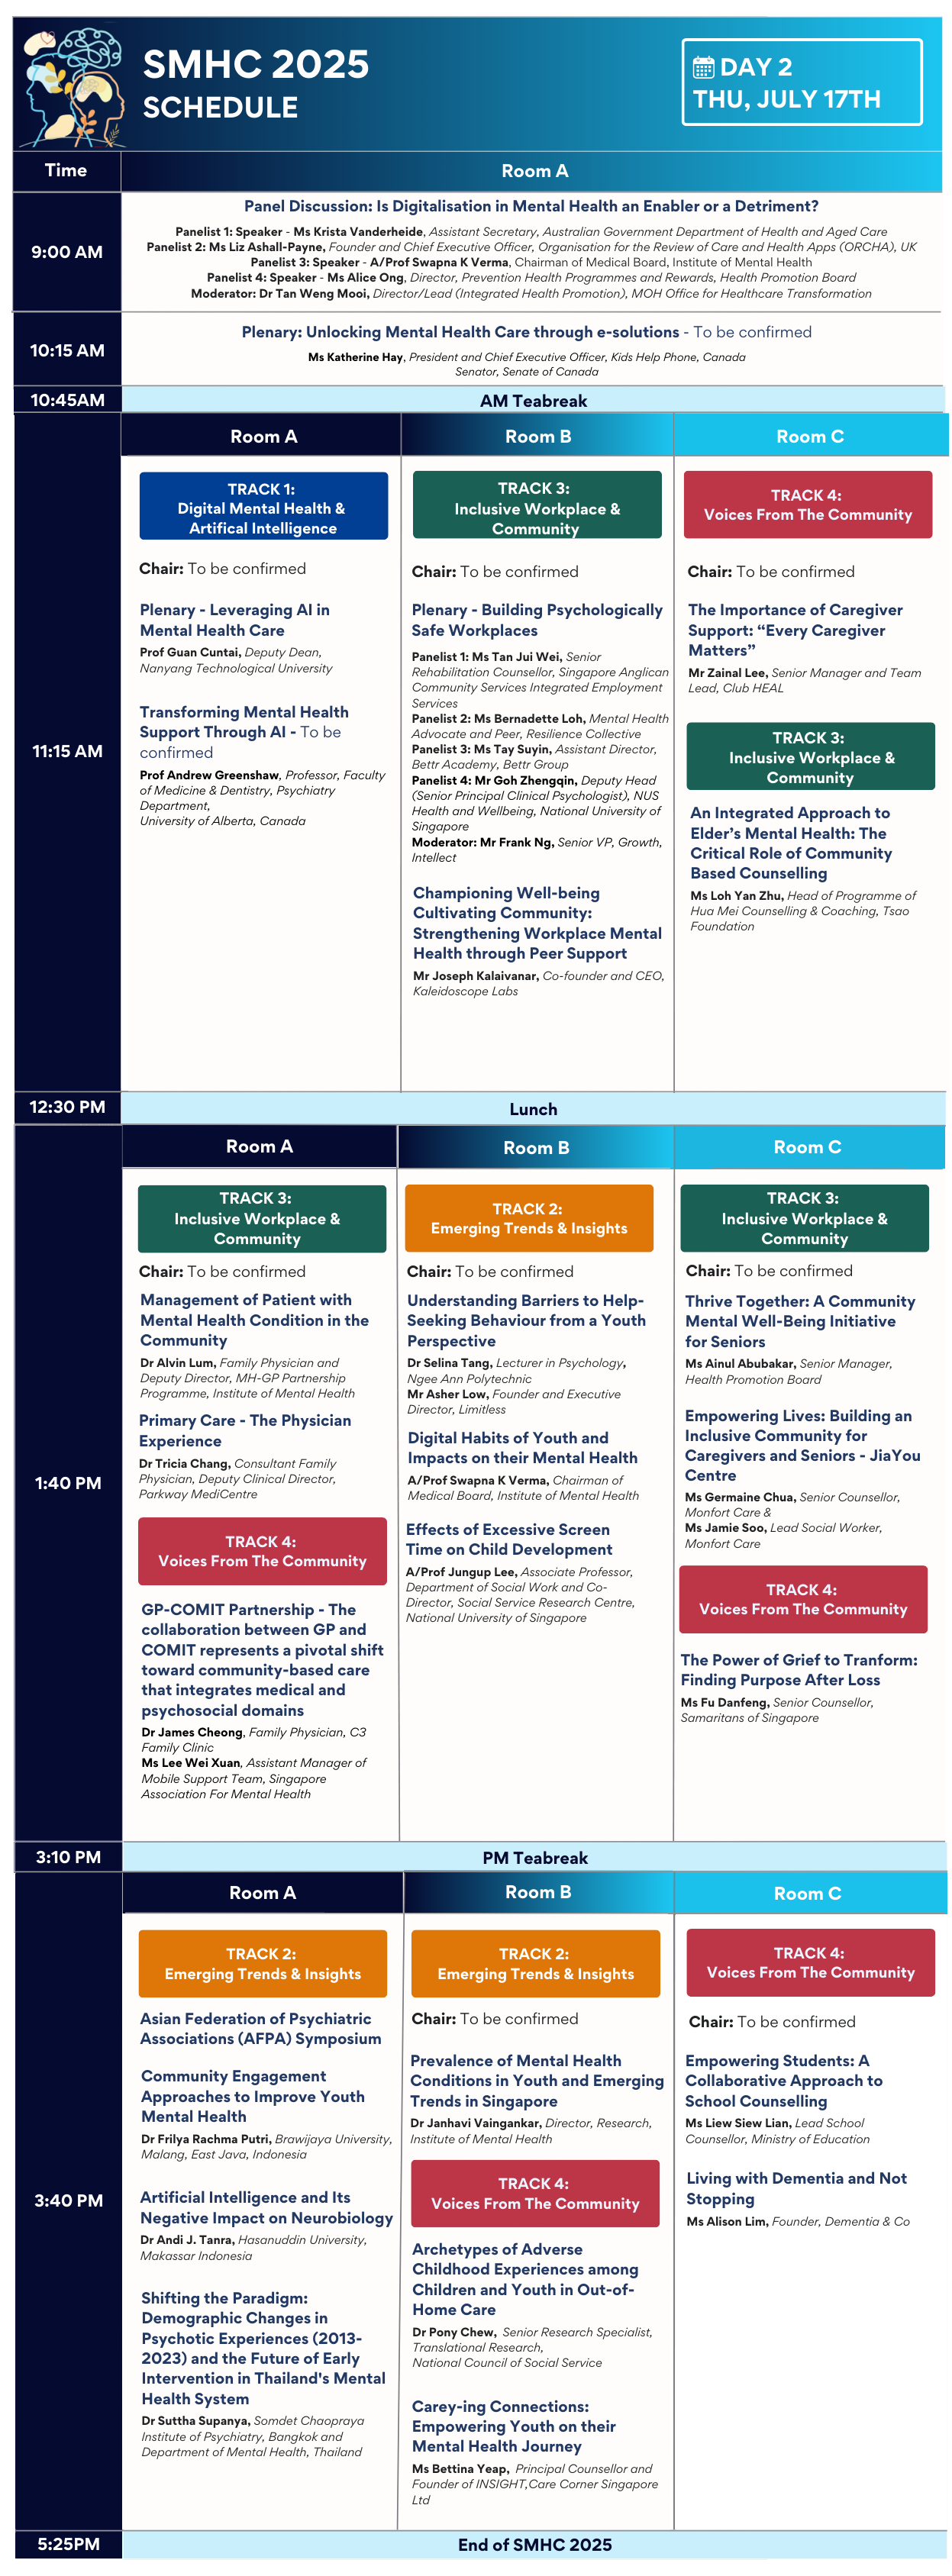 SMHC 2025
SCHEDULE
DAY 2
THU, JULY 17TH
Time
Room A
9:00 AM
Panel Discussion: Is Digitalisation in Mental Health an Enabler or a Detriment?
Panelist 1: Speaker - Ms Krista Vanderheide, Assistant Secretary, Australian Government Department of Health and Aged Care
Panelist 2: Ms Liz Ashall-Payne, Founder and Chief Executive Officer, Organisation for the Review of Care and Health Apps (ORCHA), UK
Panelist 3: Speaker - A/Prof Swapna K Verma, Chairman of Medical Board, Institute of Mental Health
Panelist 4: Speaker - Ms Alice Ong, Director, Prevention Health Programmes and Rewards, Health Promotion Board
Moderator: Dr Tan Weng Mooi, Director/Lead (Integrated Health Promotion), MOH Office for Healthcare Transformation
10:15 AM
Plenary: Unlocking Mental Health Care through e-solutions - To be confirmed
Ms Katherine Hay, President and Chief Executive Officer, Kids Help Phone, Canada
Senator, Senate of Canada
10:45AM
AM Teabreak
11:15 AM
Room A
TRACK 1:
Digital Mental Health &
Artifical Intelligence
Chair: To be confirmed
Plenary - Leveraging AI in
Mental Health Care
Prof Guan Cuntai, Deputy Dean,
Nanyang Technological University
Transforming Mental Health
Support Through AI - To be
confirmed
Prof Andrew Greenshaw, Professor, Faculty
of Medicine & Dentistry, Psychiatry
Department,
University of Alberta, Canada
Room B
TRACK 3:
Inclusive Workplace &
Community
Chair: To be confirmed
Plenary - Building Psychologically
Safe Workplaces
Panelist 1: Ms Tan Jui Wei, Senior
Rehabilitation Counsellor, Singapore Anglican
Community Services Integrated Employment
Services
Panelist 2: Ms Bernadette Loh, Mental Health
Advocate and Peer, Resilience Collective
Panelist 3: Ms Tay Suyin, Assistant Director,
Bettr Academy, Bettr Group
Panelist 4: Mr Goh Zhengqin, Deputy Head
(Senior Principal Clinical Psychologist), NUS
Health and Wellbeing, National University of
Singapore
Moderator: Mr Frank Ng, Senior VP, Growth,
Intellect
Championing Well-being
Cultivating Community:
Strengthening Workplace Mental
Health through Peer Support
Mr Joseph Kalaivanar, Co-founder and CEO,
Kaleidoscope Labs
Room C
TRACK 4:
Voices From The Community
Chair: To be confirmed
The Importance of Caregiver
Support: “Every Caregiver
Matters”
Mr Zainal Lee, Senior Manager and Team
Lead, Club HEAL
TRACK 3:
Inclusive Workplace &
Community
An Integrated Approach to
Elder’s Mental Health: The
Critical Role of Community
Based Counselling
Ms Loh Yan Zhu, Head of Programme of
Hua Mei Counselling & Coaching, Tsao
Foundation
12:30 PM
Lunch
1:40 PM
Room A
TRACK 3:
Inclusive Workplace &
Community
Chair: To be confirmed
Management of Patient with
Mental Health Condition in the
Community
Dr Alvin Lum, Family Physician and
Deputy Director, MH-GP Partnership
Programme, Institute of Mental Health
Primary Care - The Physician
Experience
Dr Tricia Chang, Consultant Family
Physician, Deputy Clinical Director,
Parkway MediCentre
TRACK 4:
Voices From The Community
GP-COMIT Partnership - The
collaboration between GP and
COMIT represents a pivotal shift
toward community-based care
that integrates medical and
psychosocial domains
Dr James Cheong, Family Physician, C3
Family Clinic
Ms Lee Wei Xuan, Assistant Manager of
Mobile Support Team, Singapore
Association For Mental Health
Room B
TRACK 2:
Emerging Trends & Insights
Chair: To be confirmed
Understanding Barriers to Help-
Seeking Behaviour from a Youth
Perspective
Dr Selina Tang, Lecturer in Psychology,
Ngee Ann Polytechnic
Mr Asher Low, Founder and Executive
Director, Limitless
Digital Habits of Youth and
Impacts on their Mental Health
A/Prof Swapna K Verma, Chairman of
Medical Board, Institute of Mental Health
Effects of Excessive Screen
Time on Child Development
A/Prof Jungup Lee, Associate Professor,
Department of Social Work and Co-
Director, Social Service Research Centre,
National University of Singapore
Room C
TRACK 3:
Inclusive Workplace &
Community
Chair: To be confirmed
Thrive Together: A Community
Mental Well-Being Initiative
for Seniors
Ms Ainul Abubakar, Senior Manager,
Health Promotion Board
Empowering Lives: Building an
Inclusive Community for
Caregivers and Seniors - JiaYou
Centre
Ms Germaine Chua, Senior Counsellor,
Monfort Care &
Ms Jamie Soo, Lead Social Worker,
Monfort Care
TRACK 4:
Voices From The Community
The Power of Grief to Tranform:
Finding Purpose After Loss
Ms Fu Danfeng, Senior Counsellor,
Samaritans of Singapore
3:10 PM
PM Teabreak
3:40 PM
Room A
TRACK 2:
Emerging Trends & Insights
Asian Federation of Psychiatric
Associations (AFPA) Symposium
Community Engagement
Approaches to Improve Youth
Mental Health
Dr Frilya Rachma Putri, Brawijaya University,
Malang, East Java, Indonesia
Artificial Intelligence and Its
Negative Impact on Neurobiology
Dr Andi J. Tanra, Hasanuddin University,
Makassar Indonesia
Shifting the Paradigm:
Demographic Changes in
Psychotic Experiences (2013-
2023) and the Future of Early
Intervention in Thailand's Mental
Health System
Dr Suttha Supanya, Somdet Chaopraya
Institute of Psychiatry, Bangkok and
Department of Mental Health, Thailand
Room B
TRACK 2:
Emerging Trends & Insights
Chair: To be confirmed
Prevalence of Mental Health
Conditions in Youth and Emerging
Trends in Singapore
Dr Janhavi Vaingankar, Director, Research,
Institute of Mental Health
TRACK 4:
Voices From The Community
Archetypes of Adverse
Childhood Experiences among
Children and Youth in Out-of-
Home Care
Dr Pony Chew, Senior Research Specialist,
Translational Research,
National Council of Social Service
Carey-ing Connections:
Empowering Youth on their
Mental Health Journey
Ms Bettina Yeap, Principal Counsellor and
Founder of INSIGHT,Care Corner Singapore
Ltd
Room C
TRACK 4:
Voices From The Community
Chair: To be confirmed
Empowering Students: A
Collaborative Approach to
School Counselling
Ms Liew Siew Lian, Lead School
Counsellor, Ministry of Education
Living with Dementia and Not
Stopping
Ms Alison Lim, Founder, Dementia & Co
5:25PM
End of SMHC 2025